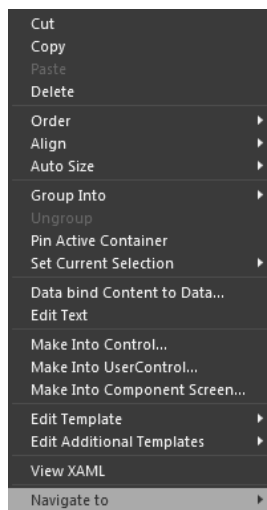 Cut
Copy
Paste
Delete
Order
Align
Auto Size
Group Into
Ungroup
Pin Active Container
Set Current Selection
Data bind Content to Data...
Edit Text
Make Into Control...
Make Into UserControl...
Make Into Component Screen...
Edit Template
Edit Additional Templates
View XAML
Navigate to